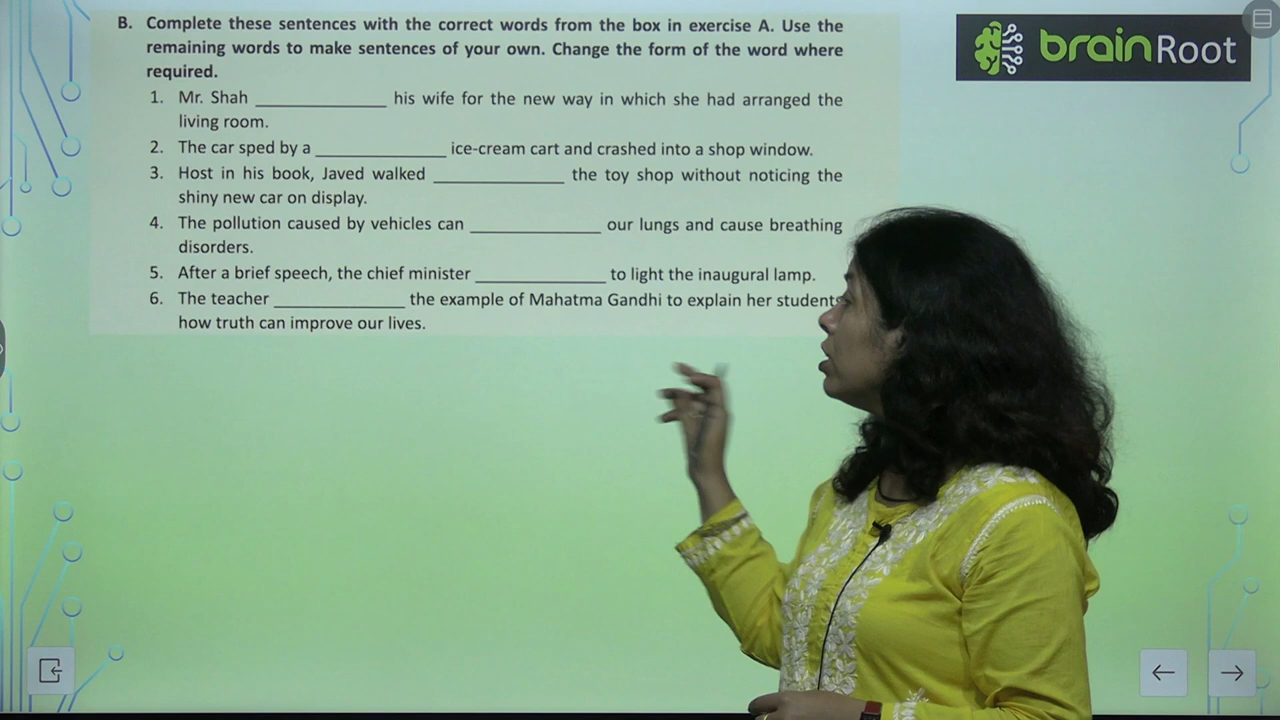 B. Complete these sentences with the correct words from the box in exercise A. Use the
remaining words to make sentences of your own. Change the form of the word where
required.
1. Mr. Shah ______________ his wife for the new way in which she had arranged the
living room.
2. The car sped by a ______________ ice-cream cart and crashed into a shop window.
3. Host in his book, Javed walked ______________ the toy shop without noticing the
shiny new car on display.
4. The pollution caused by vehicles can ______________ our lungs and cause breathing
disorders.
5. After a brief speech, the chief minister ______________ to light the inaugural lamp.
6. The teacher ______________ the example of Mahatma Gandhi to explain her students
how truth can improve our lives.
brainRoot